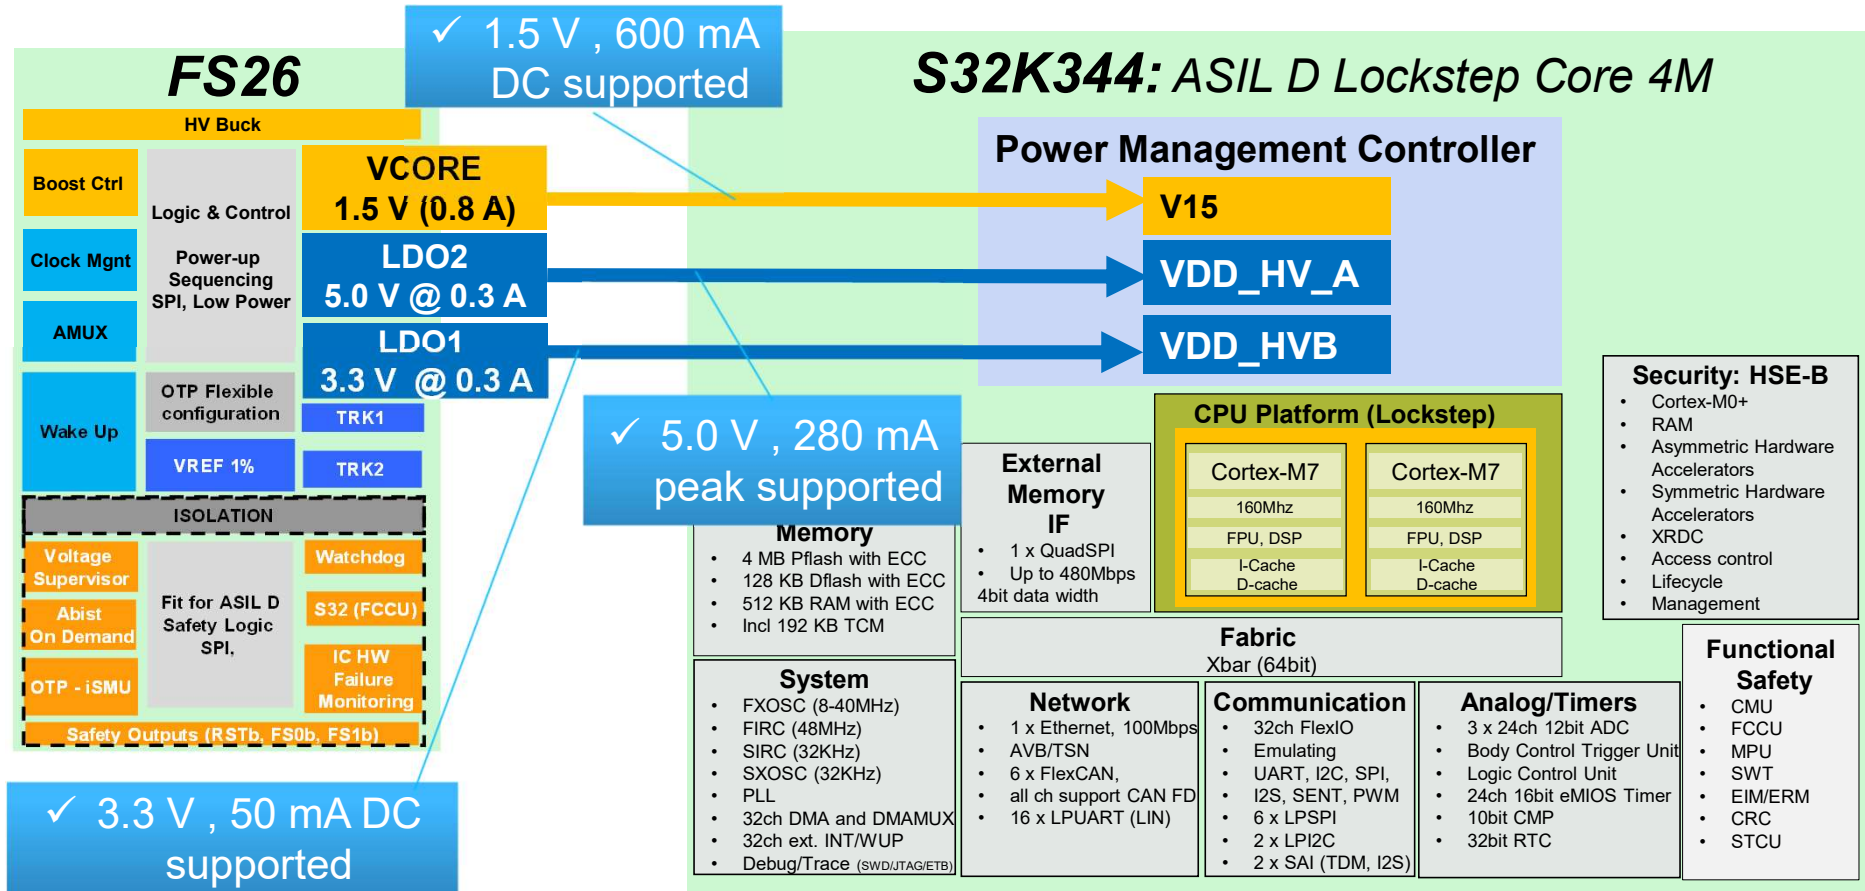 ✓ 1.5 V , 600 mA
DC supported
FS26
S32K344: ASIL D Lockstep Core 4M
HV Buck
Boost Ctrl
Clock Mgnt
AMUX
Wake Up
Logic & Control
Power-up
Sequencing
SPI, Low Power
OTP Flexible
configuration
VREF 1%
VCORE
1.5 V (0.8 A)
LDO2
5.0 V @ 0.3 A
LDO1
3.3 V @ 0.3 A
TRK1
TRK2
ISOLATION
Voltage
Supervisor
Abist
On Demand
OTP - iSMU
Fit for ASIL D
Safety Logic
SPI,
Watchdog
S32 (FCCU)
IC HW
Failure
Monitoring
Safety Outputs (RSTb, FS0b, FS1b)
✓ 3.3 V , 50 mA DC
supported
✓ 5.0 V , 280 mA
peak supported
Power Management Controller
V15
VDD_HV_A
VDD_HVB
Memory
• 4 MB Pflash with ECC
• 128 KB Dflash with ECC
• 512 KB RAM with ECC
• Incl 192 KB TCM
External
Memory
IF
• 1 x QuadSPI
• Up to 480Mbps
4bit data width
CPU Platform (Lockstep)
Cortex-M7
160Mhz
FPU, DSP
I-Cache
D-cache
Cortex-M7
160Mhz
FPU, DSP
I-Cache
D-cache
Security: HSE-B
• Cortex-M0+
• RAM
• Asymmetric Hardware
Accelerators
• Symmetric Hardware
Accelerators
• XRDC
• Access control
• Lifecycle
• Management
Fabric
Xbar (64bit)
System
• FXOSC (8-40MHz)
• FIRC (48MHz)
• SIRC (32KHz)
• SXOSC (32KHz)
• PLL
• 32ch DMA and DMAMUX
• 32ch ext. INT/WUP
• Debug/Trace (SWD/JTAG/ETB)
Network
• 1 x Ethernet, 100Mbps
• AVB/TSN
• 6 x FlexCAN,
• all ch support CAN FD
• 16 x LPUART (LIN)
Communication
• 32ch FlexIO
• Emulating
• UART, I2C, SPI,
• I2S, SENT, PWM
• 6 x LPSPI
• 2 x LPI2C
• 2 x SAI (TDM, I2S)
Analog/Timers
• 3 x 24ch 12bit ADC
• Body Control Trigger Unit
• Logic Control Unit
• 24ch 16bit eMIOS Timer
• 10bit CMP
• 32bit RTC
Functional
Safety
• CMU
• FCCU
• MPU
• SWT
• EIM/ERM
• CRC
• STCU